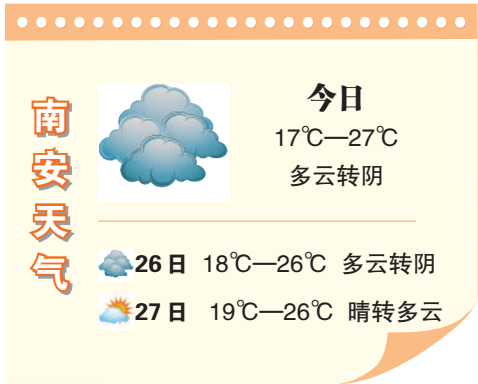 南安天气
今日
17℃—27℃
多云转阴
26日 18℃—26℃ 多云转阴
27日 19℃—26℃ 晴转多云